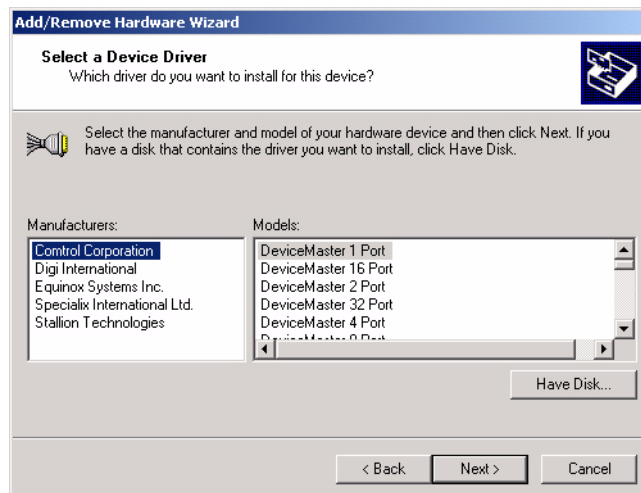 Add/Remove Hardware Wizard
Select a Device Driver
Which driver do you want to install for this device?
Select the manufacturer and model of your hardware device and then click Next. If you
have a disk that contains the driver you want to install, click Have Disk.
Manufacturers:
Comtrol Corporation
Digi International
Equinox Systems Inc.
Specialix International Ltd.
Stallion Technologies
Models:
DeviceMaster 1 Port
DeviceMaster 16 Port
DeviceMaster 2 Port
DeviceMaster 32 Port
DeviceMaster 4 Port
Have Disk...
< Back
Next >
Cancel